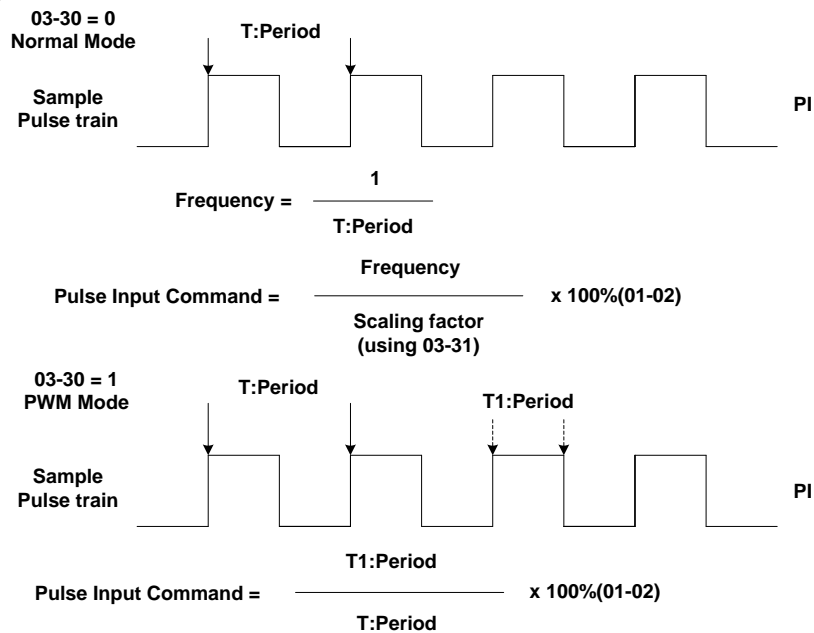 03-30 = 0
Normal Mode
T:Period
Sample
Pulse train
PI
Frequency =
1
T:Period
Pulse Input Command =
Frequency
Scaling factor
(using 03-31)
x 100%(01-02)
03-30 = 1
PWM Mode
T:Period
T1:Period
Sample
Pulse train
PI
Pulse Input Command =
T1:Period
T:Period
x 100%(01-02)